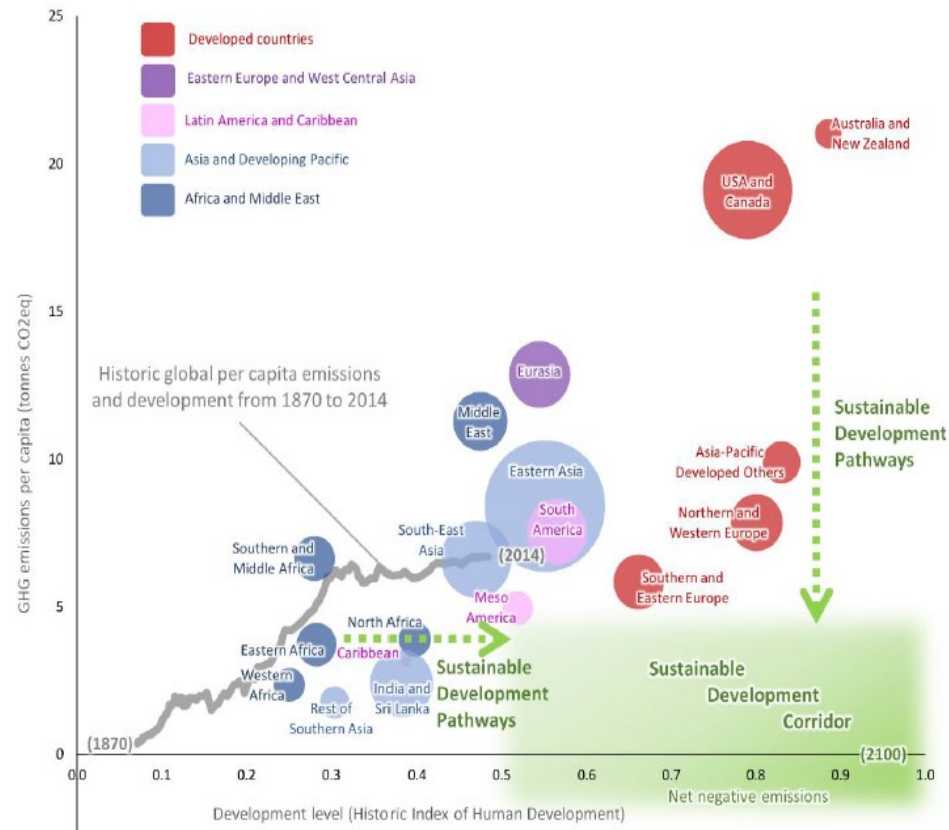 25
20
15
10
5
0
GHG emissions per capita (tonnes CO2eq)
Developed countries
Eastern Europe and West Central Asia
Latin America and Caribbean
Asia and Developing Pacific
Africa and Middle East
Australia and
New Zealand
USA and
Canada
Historic global per capita emissions
and development from 1870 to 2014
Eurasia
Middle
East
Sustainable
Development
Pathways
Asia-Pacific
Developed Others
Eastern Asia
South
America
Northern and
Western Europe
South-East
Asia
(2014)
Southern and
Middle Africa
Southern and
Eastern Europe
Meso
America
North Africa
Eastern Africa
Caribbean
Western
Africa
India and
Sri Lanka
Rest of
Southern Asia
Sustainable
Development
Pathways
Sustainable
Development
Corridor
(1870)
(2100)
0.0
0.1
0.2
0.3
0.4
0.5
0.6
0.7
0.8
0.9
1.0
Net negative emissions
Development level (Historic Index of Human Development)